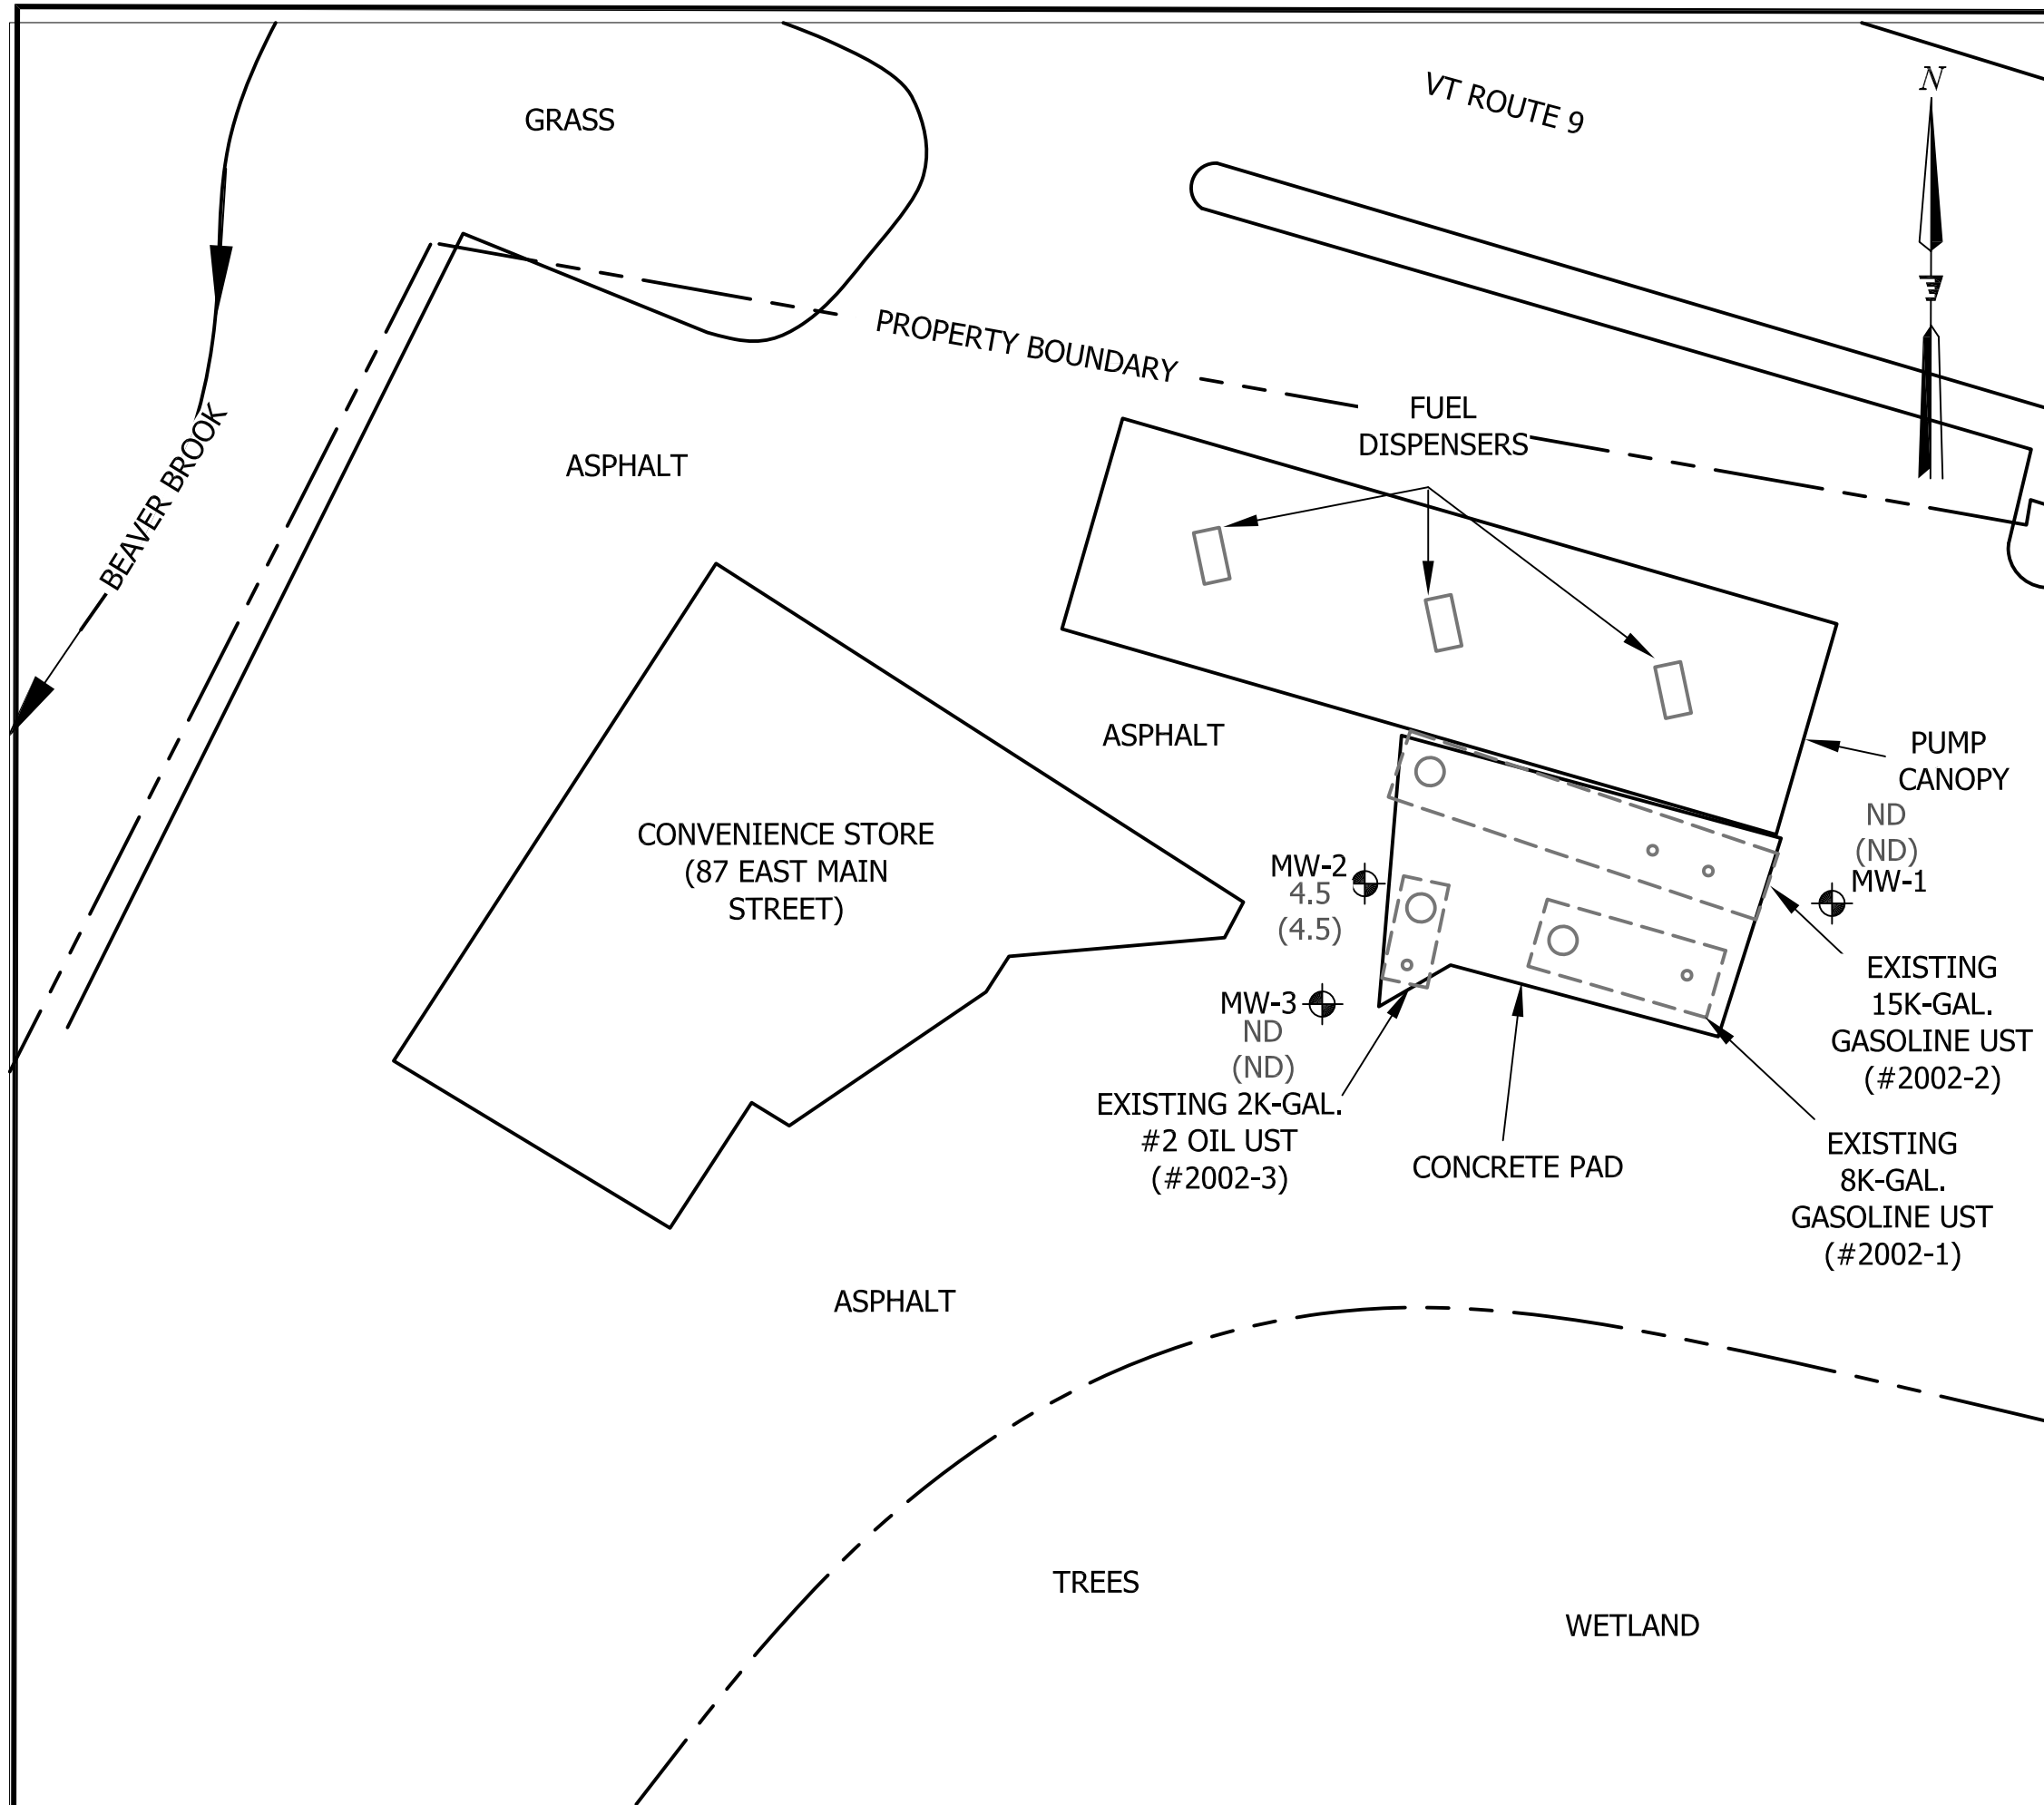 N
VT ROUTE 9
GRASS
PROPERTY BOUNDARY
FUEL
DISPENSERS
ASPHALT
BEAVER BROOK
ASPHALT
PUMP
CANOPY
ND
(ND)
MW-1
CONVENIENCE STORE
(87 EAST MAIN
STREET)
MW-2
4.5
(4.5)
MW-3
ND
(ND)
EXISTING
15K-GAL.
GASOLINE UST
(#2002-2)
EXISTING 2K-GAL.
#2 OIL UST
(#2002-3)
CONCRETE PAD
EXISTING
8K-GAL.
GASOLINE UST
(#2002-1)
ASPHALT
TREES
WETLAND